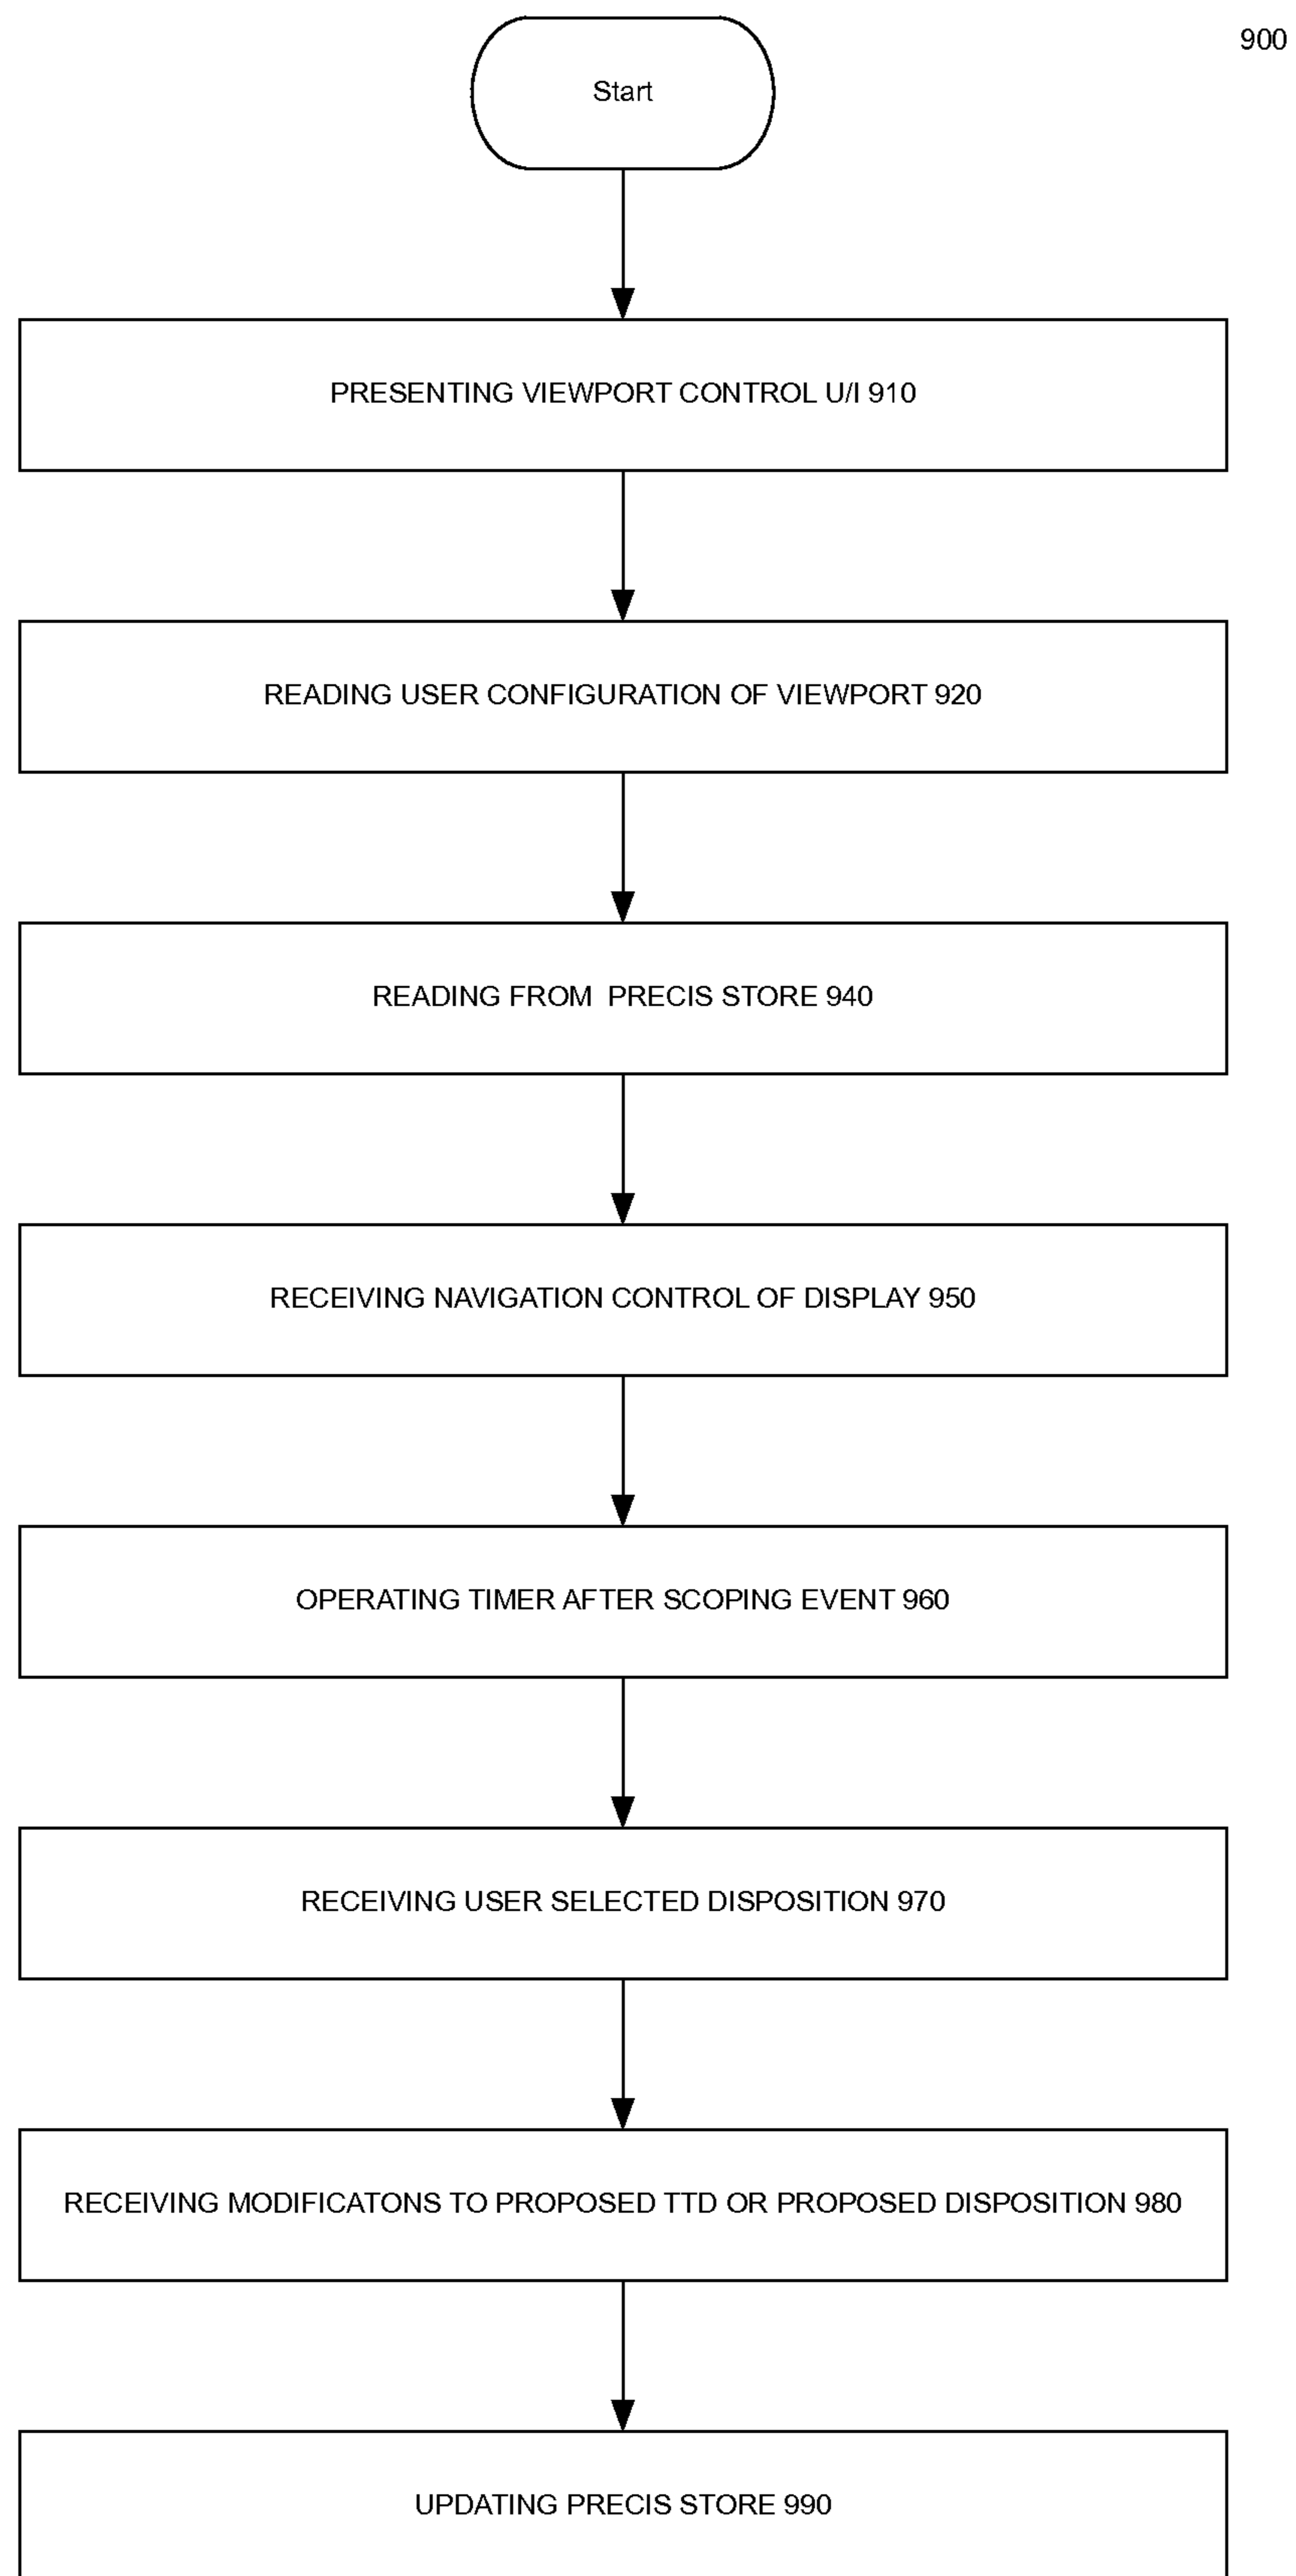 900
Start
PRESENTING VIEWPORT CONTROL U/I 910
READING USER CONFIGURATION OF VIEWPORT 920
READING FROM  PRECIS STORE 940
RECEIVING NAVIGATION CONTROL OF DISPLAY 950
OPERATING TIMER AFTER SCOPING EVENT 960
RECEIVING USER SELECTED DISPOSITION 970
RECEIVING MODIFICATONS TO PROPOSED TTD OR PROPOSED DISPOSITION 980
UPDATING PRECIS STORE 990